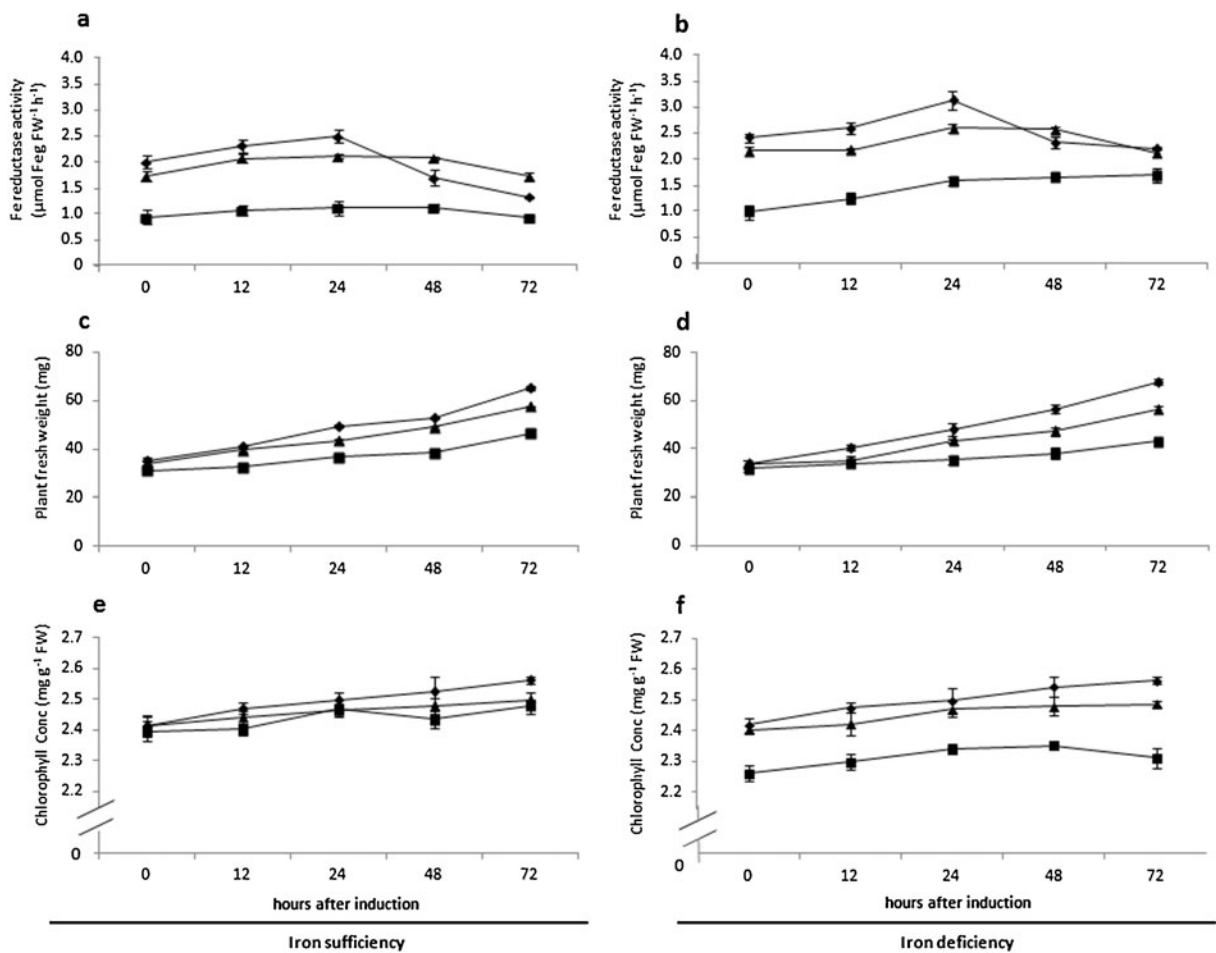 a
Fe reductase activity
(µmol Fe g FW⁻¹ h⁻¹)
4.0
3.5
3.0
2.5
2.0
1.5
1.0
0.5
0
0 12 24 48 72
b
Fe reductase activity
(µmol Fe g FW⁻¹ h⁻¹)
4.0
3.5
3.0
2.5
2.0
1.5
1.0
0.5
0
0 12 24 48 72
c
Plant fresh weight (mg)
80
60
40
20
0
0 12 24 48 72
d
Plant fresh weight (mg)
80
60
40
20
0
0 12 24 48 72
e
Chlorophyll Conc (mg g⁻¹ FW)
2.7
2.6
2.5
2.4
2.3
2.2
0
0 12 24 48 72
hours after induction
Iron sufficiency
f
Chlorophyll Conc (mg g⁻¹ FW)
2.7
2.6
2.5
2.4
2.3
2.2
0
0 12 24 48 72
hours after induction
Iron deficiency